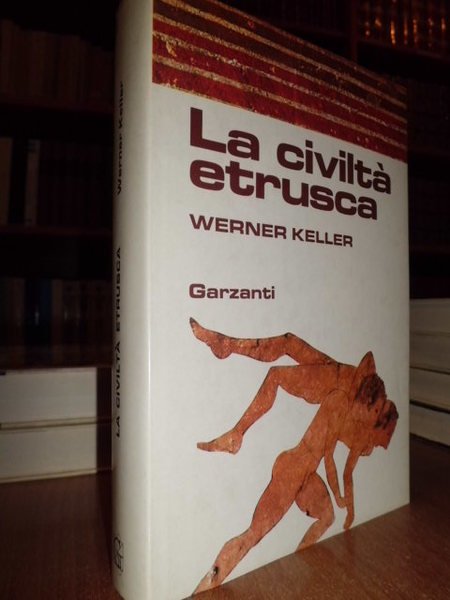 La civiltà
etrusca
WERNER KELLER
Garzanti
LA CIVILTÀ ETRUSCA Werner Keller